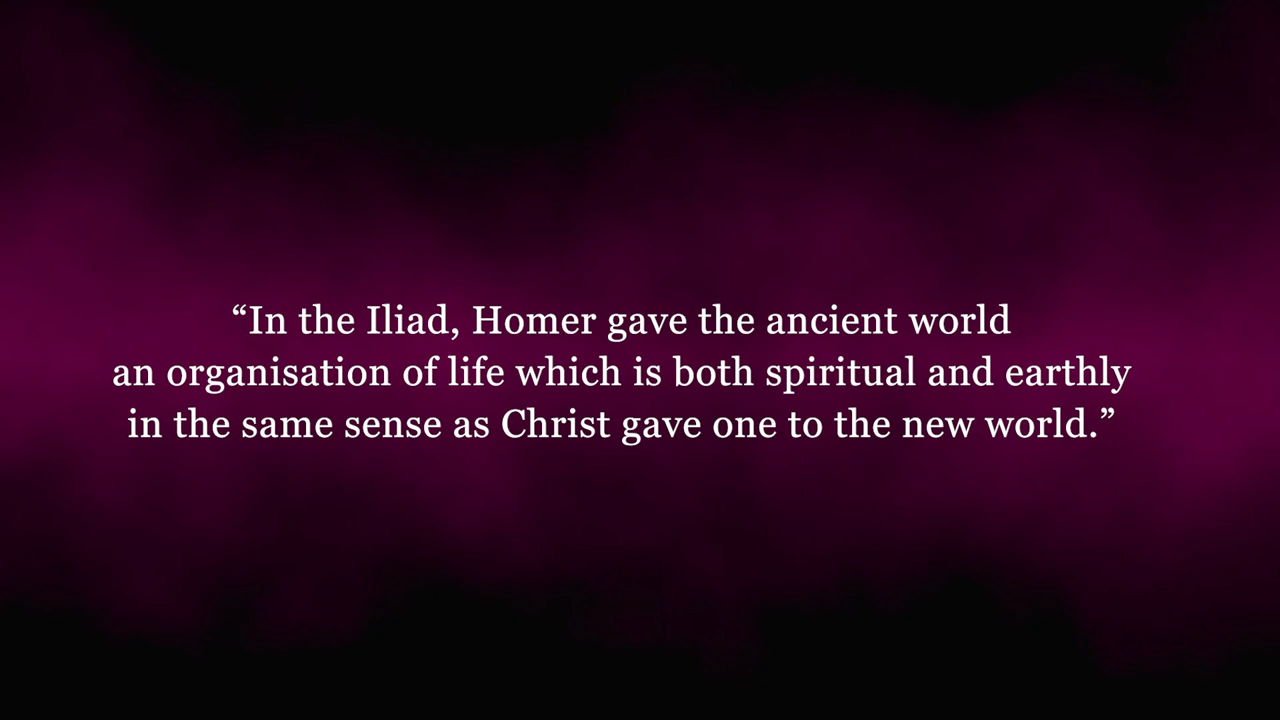 “In the Iliad, Homer gave the ancient world
an organisation of life which is both spiritual and earthly
in the same sense as Christ gave one to the new world.”